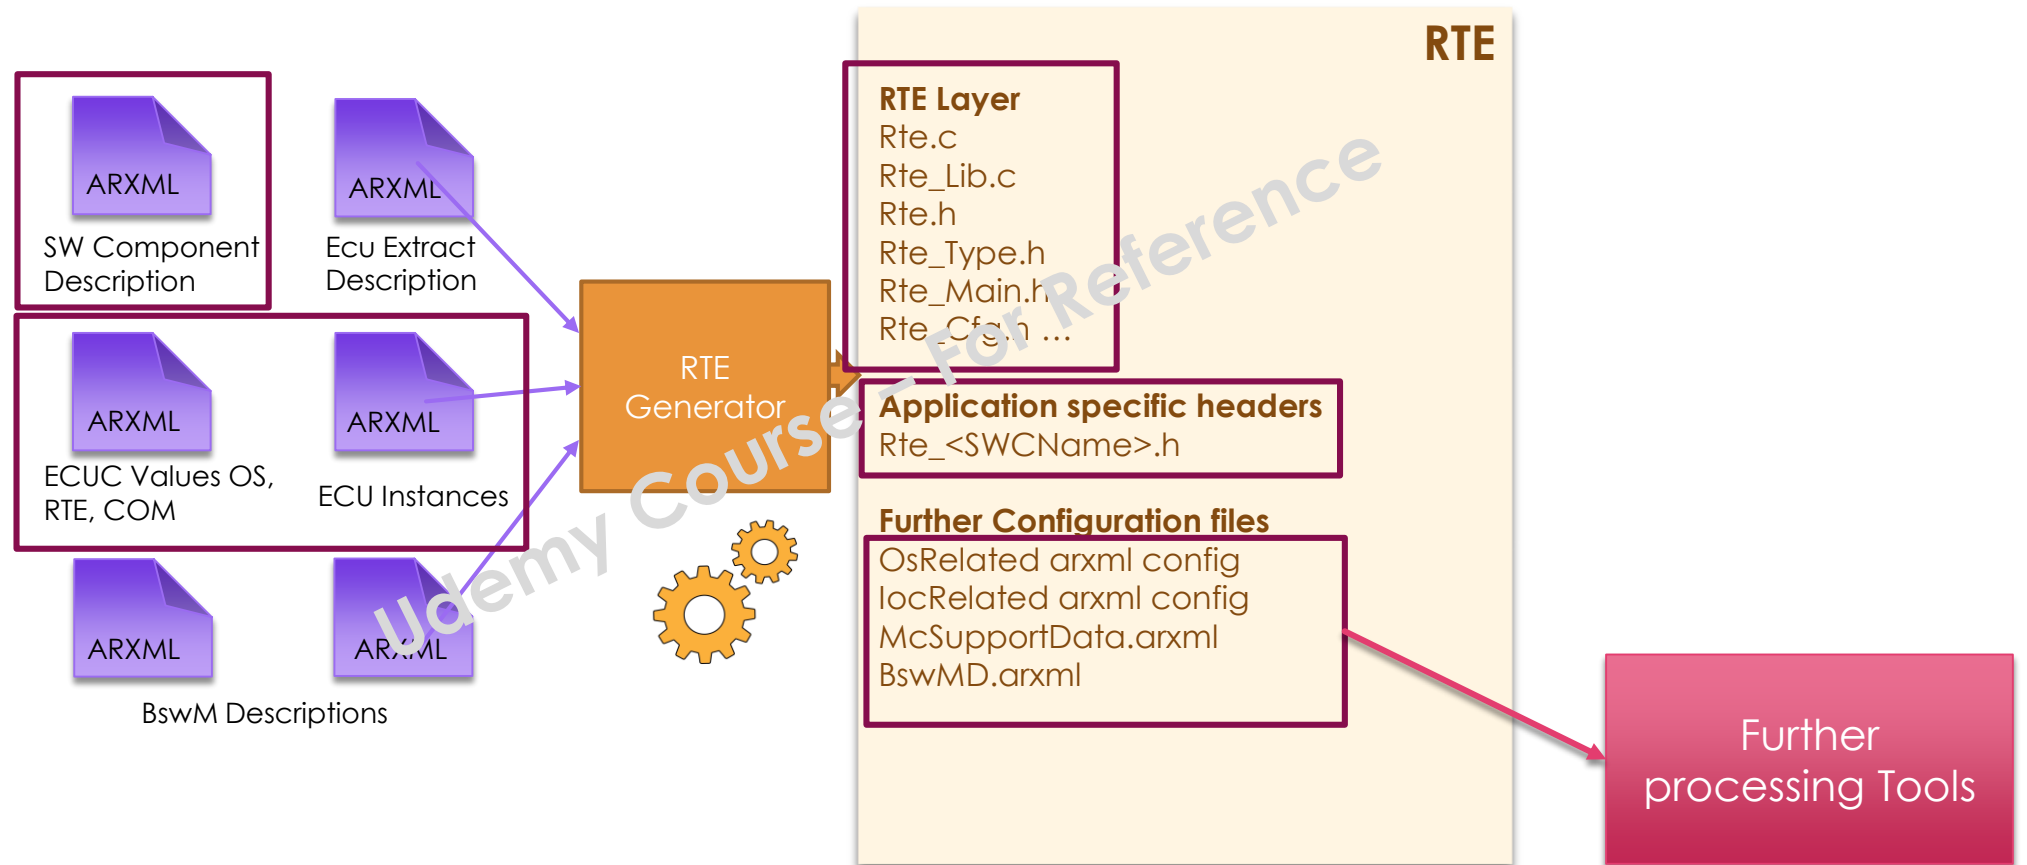 RTE
ARXML
SW Component
Description
ARXML
Ecu Extract
Description
ARXML
ECUC Values OS,
RTE, COM
ARXML
ECU Instances
ARXML
ARXML
BswM Descriptions
RTE
Generator
RTE Layer
Rte.c
Rte_Lib.c
Rte.h
Rte_Type.h
Rte_Main.h
Rte_Cfg.h ...
Application specific headers
Rte_<SWCName>.h
Further Configuration files
OsRelated arxml config
IocRelated arxml config
McSupportData.arxml
BswMD.arxml
Further
processing Tools
Udemy Course – For Reference